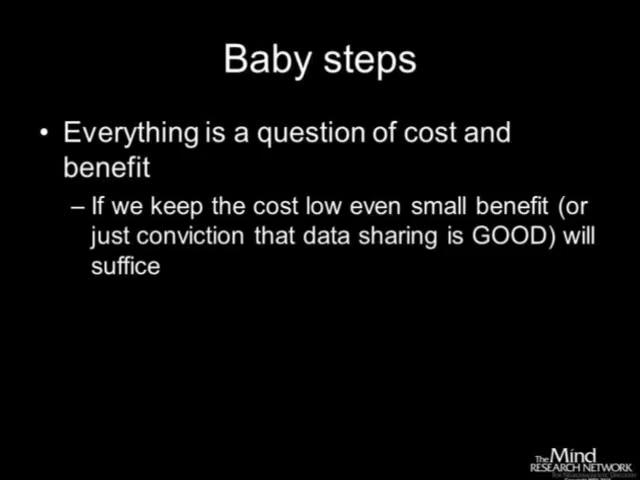 Baby steps
• Everything is a question of cost and
benefit
– If we keep the cost low even small benefit (or
just conviction that data sharing is GOOD) will
suffice
The Mind
RESEARCH NETWORK